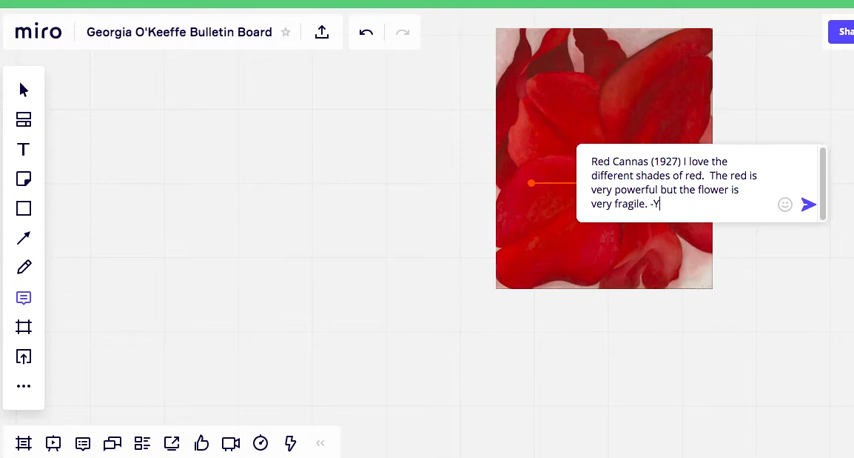 miro
Georgia O'Keeffe Bulletin Board
Sha
T
Red Cannas (1927) I love the
different shades of red.  The red is
very powerful but the flower is
very fragile. -Y